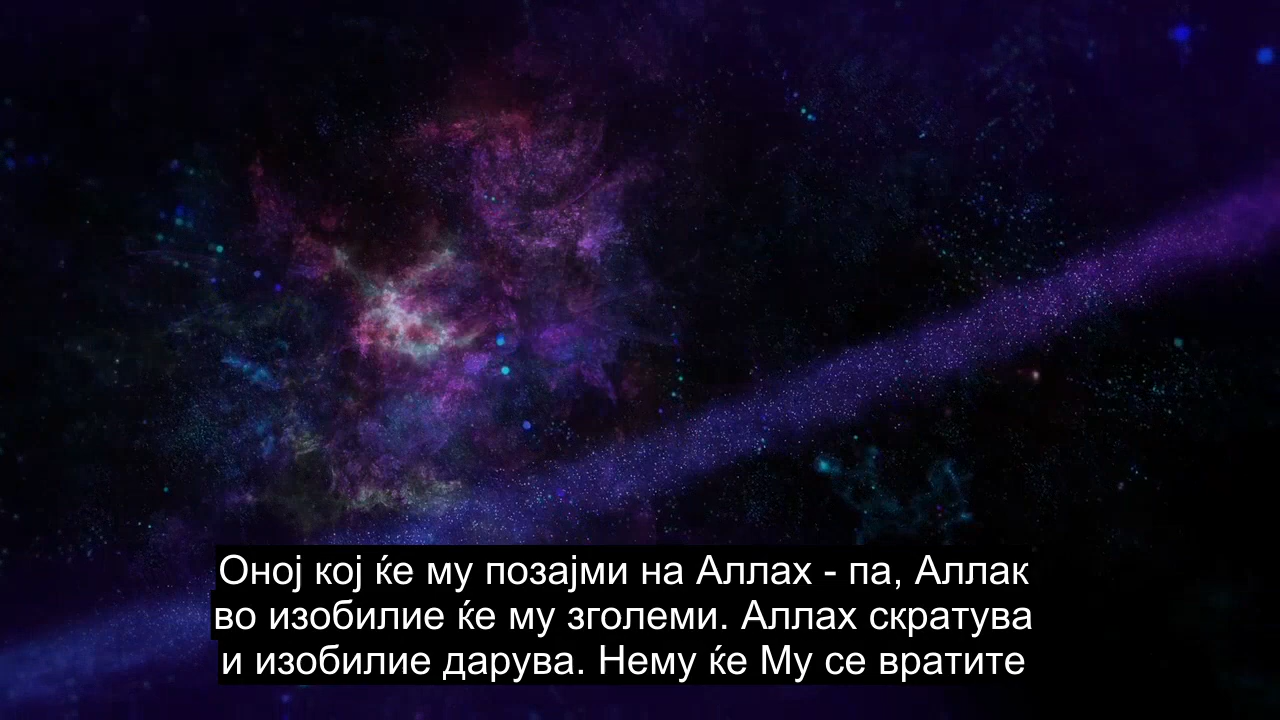 Оној кој ќе му позајми на Аллах - па, Аллак
во изобилие ќе му зголеми. Аллах скратува
и изобилие дарува. Нему ќе Му се вратите